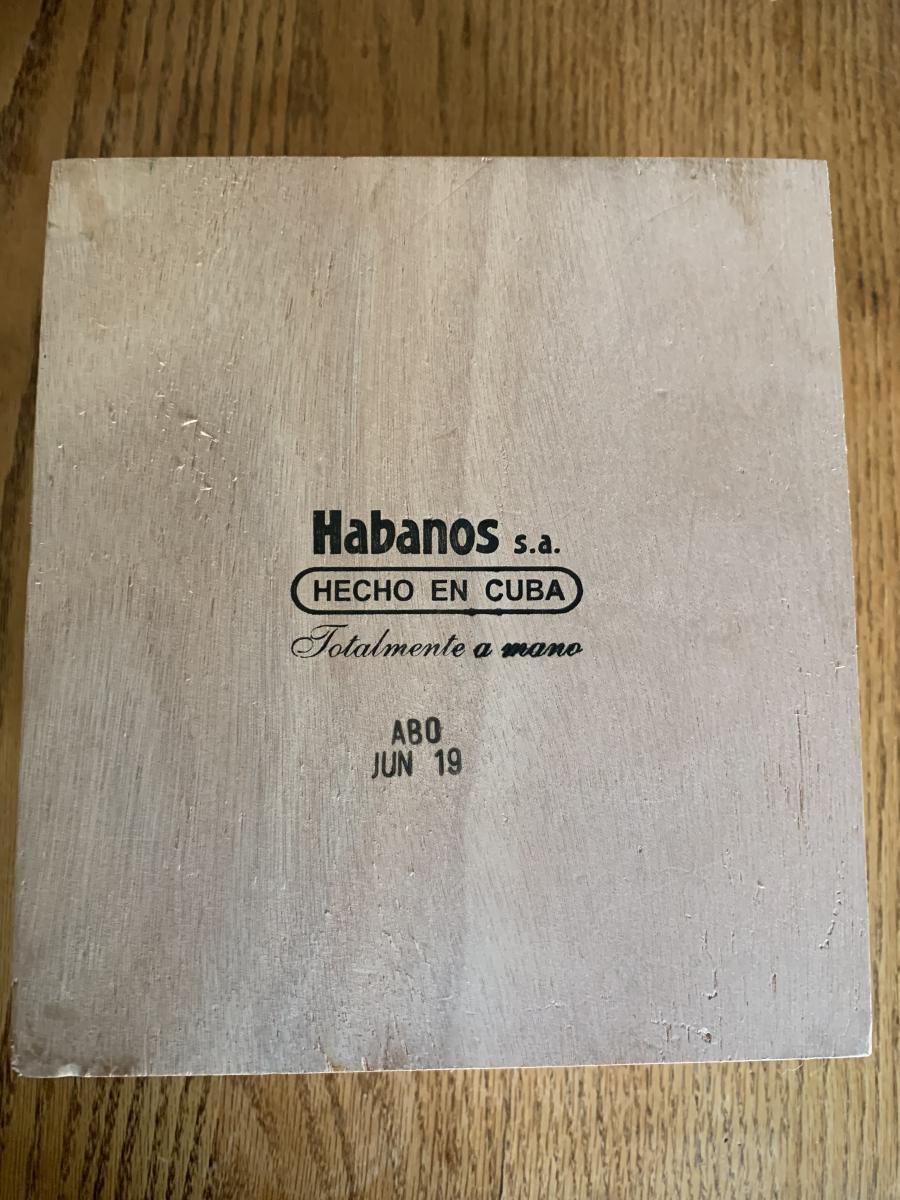 Habanos s.a.
HECHO EN CUBA
Totalmente a mano
ABO
JUN 19